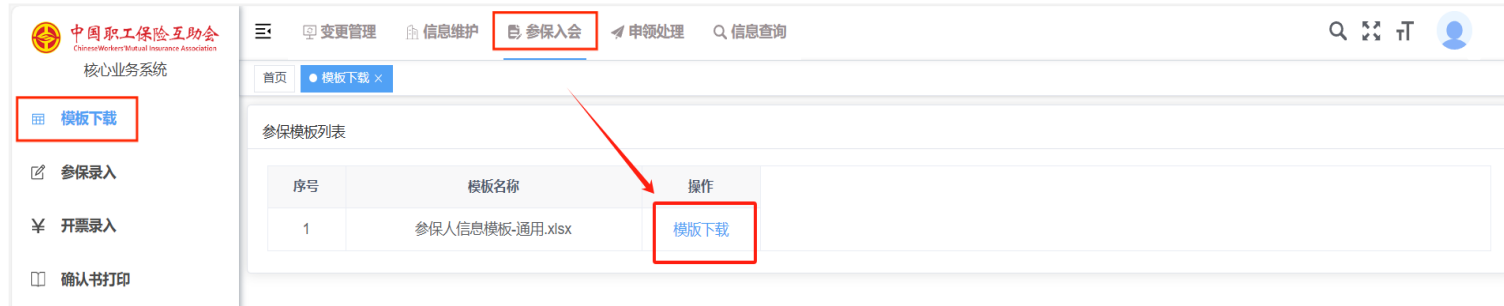 中国职工保险互助会
Chinese Workers' Mutual Insurance Association
核心业务系统
模板下载
参保录入
开票录入
确认书打印
变更管理
信息维护
参保入会
申领处理
信息查询
首页
模板下载 ×
参保模板列表
序号 模板名称 操作
1 参保人信息模板-通用.xlsx 模版下载